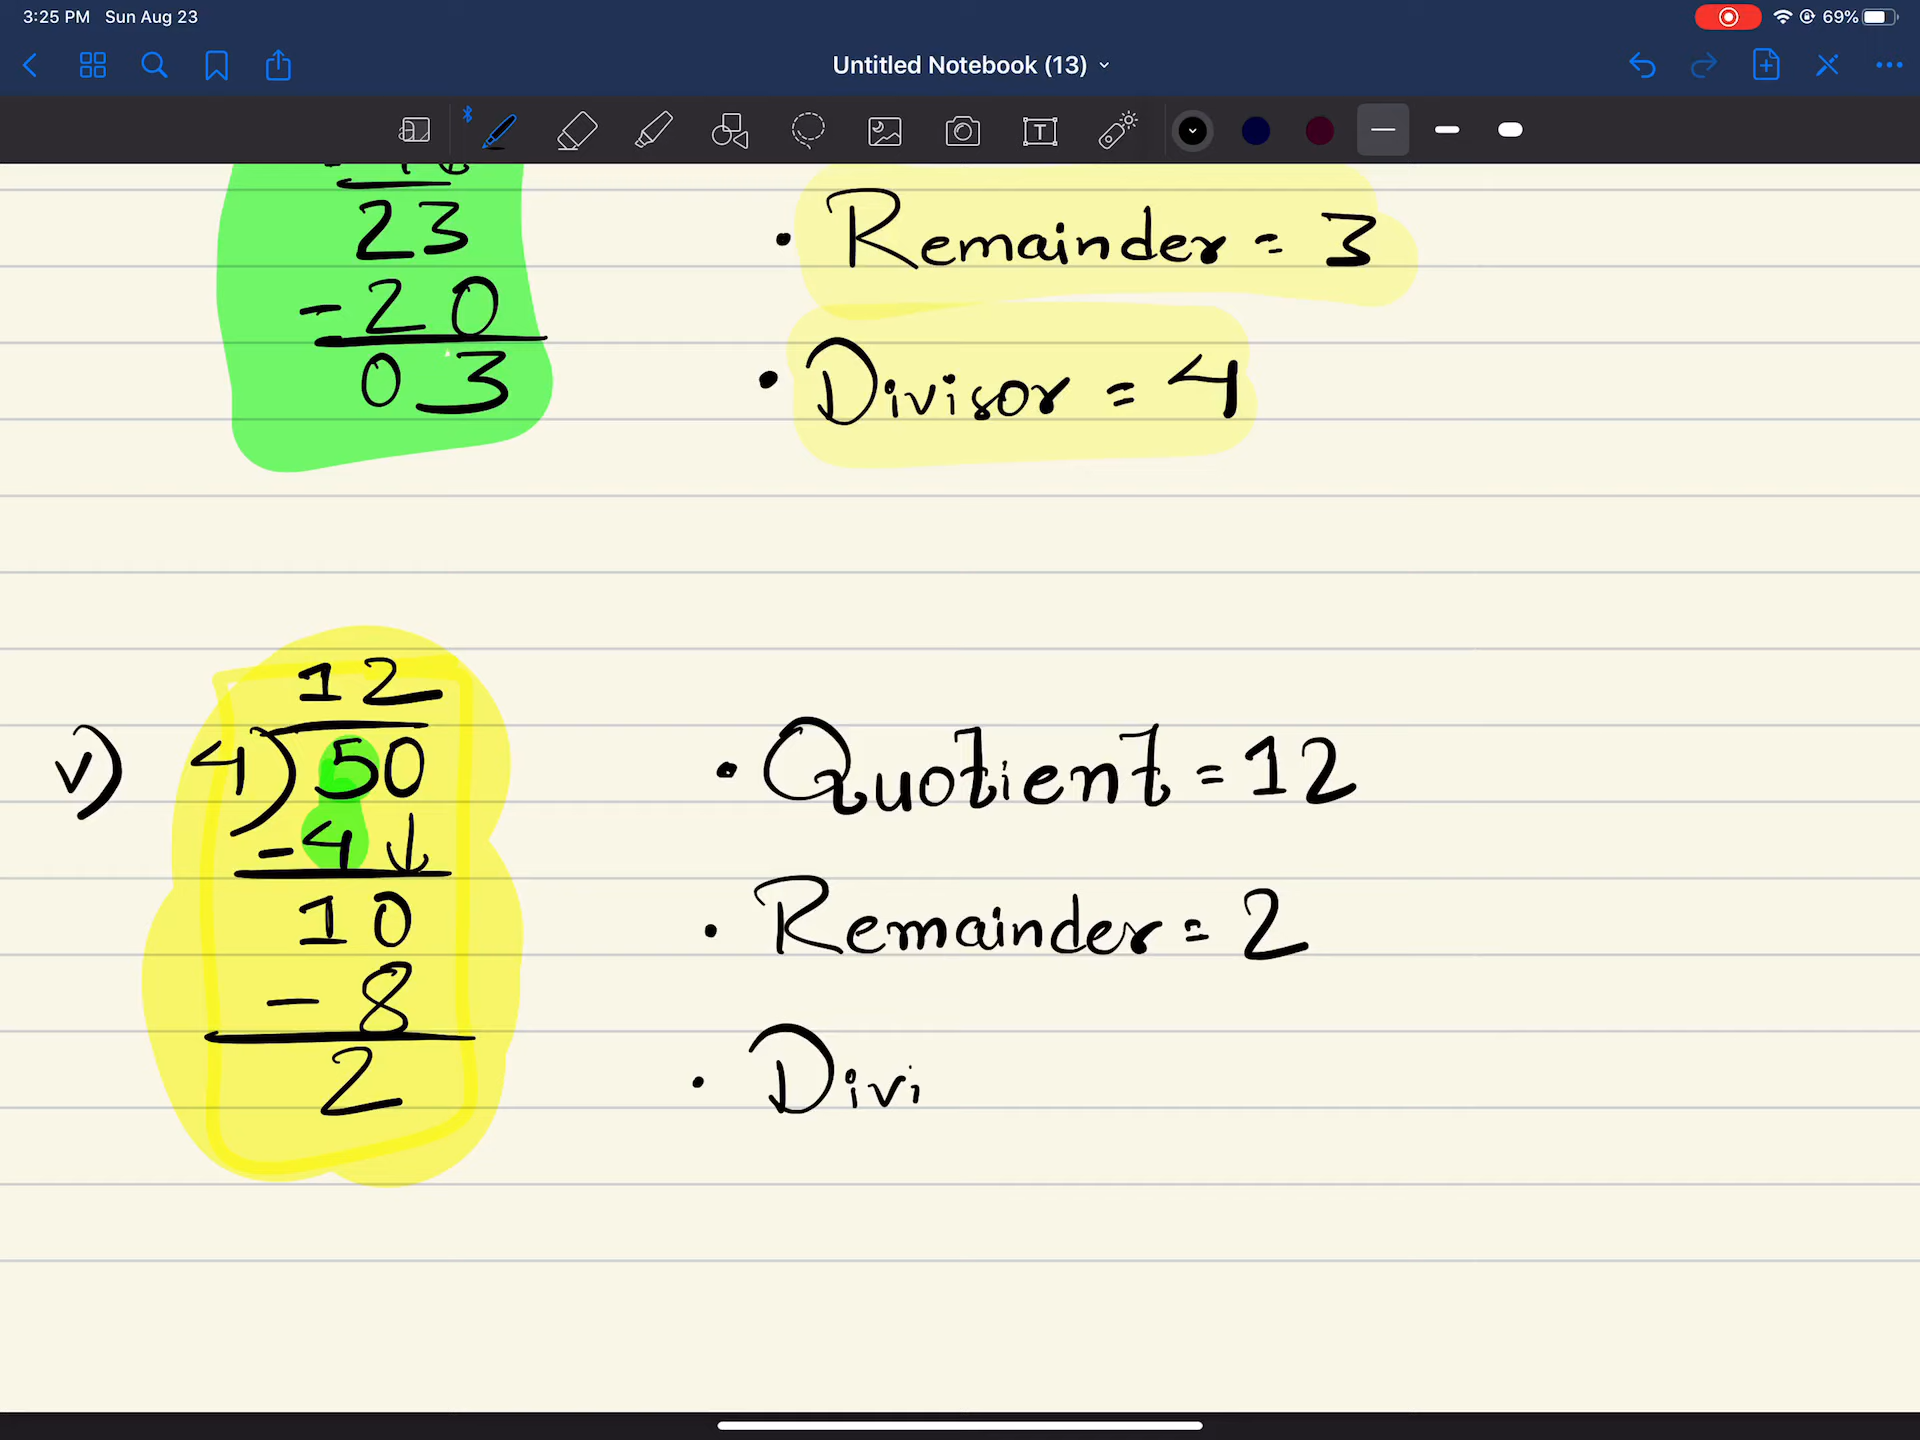 3:25 PM Sun Aug 23
69%
Untitled Notebook (13)
23
-20
03
• Remainder = 3
• Divisor = 4
v)
12
4)50
-4↓
10
-8
2
• Quotient = 12
• Remainder = 2
• Divi